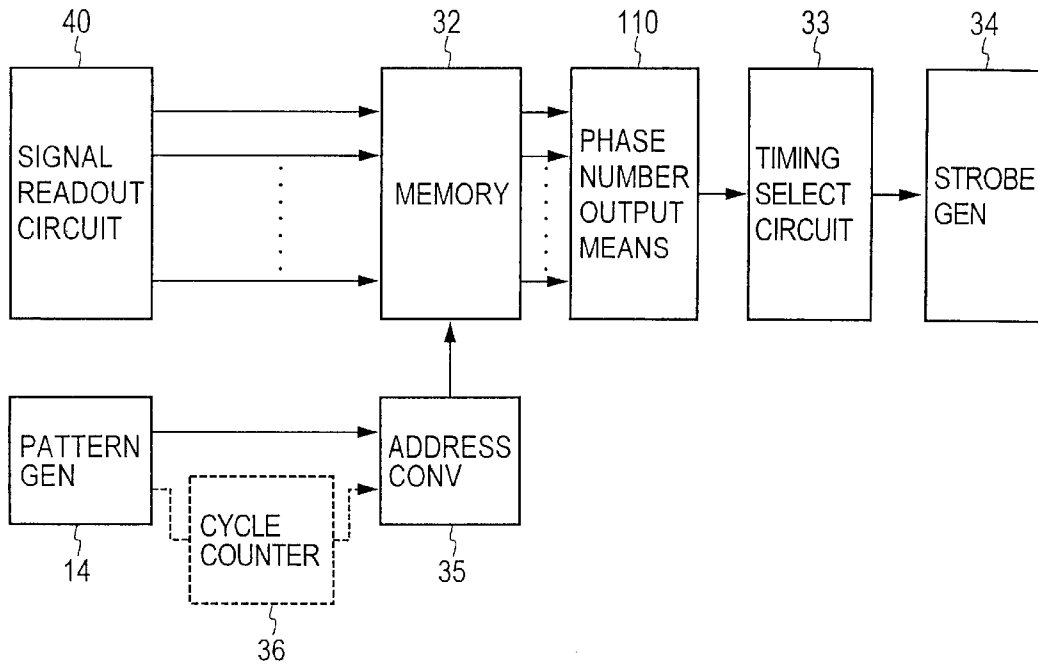 40
32
110
33
34
SIGNAL
READOUT
CIRCUIT
MEMORY
PHASE
NUMBER
OUTPUT
MEANS
TIMING
SELECT
CIRCUIT
STROBE
GEN
PATTERN
GEN
CYCLE
COUNTER
ADDRESS
CONV
14
36
35